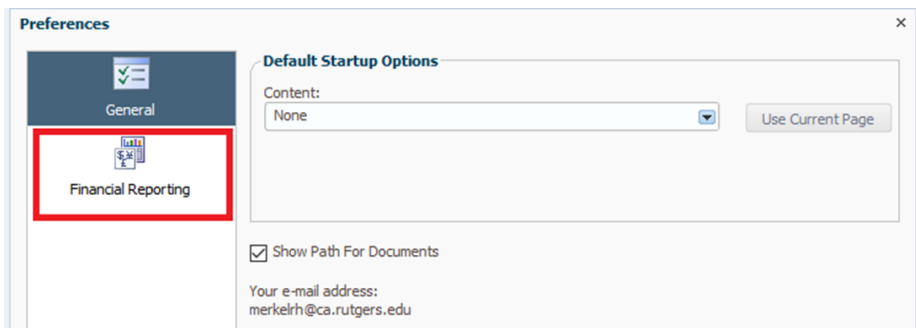 Preferences
General
Financial Reporting
Default Startup Options
Content:
None
Use Current Page
Show Path For Documents
Your e-mail address:
merkelrh@ca.rutgers.edu